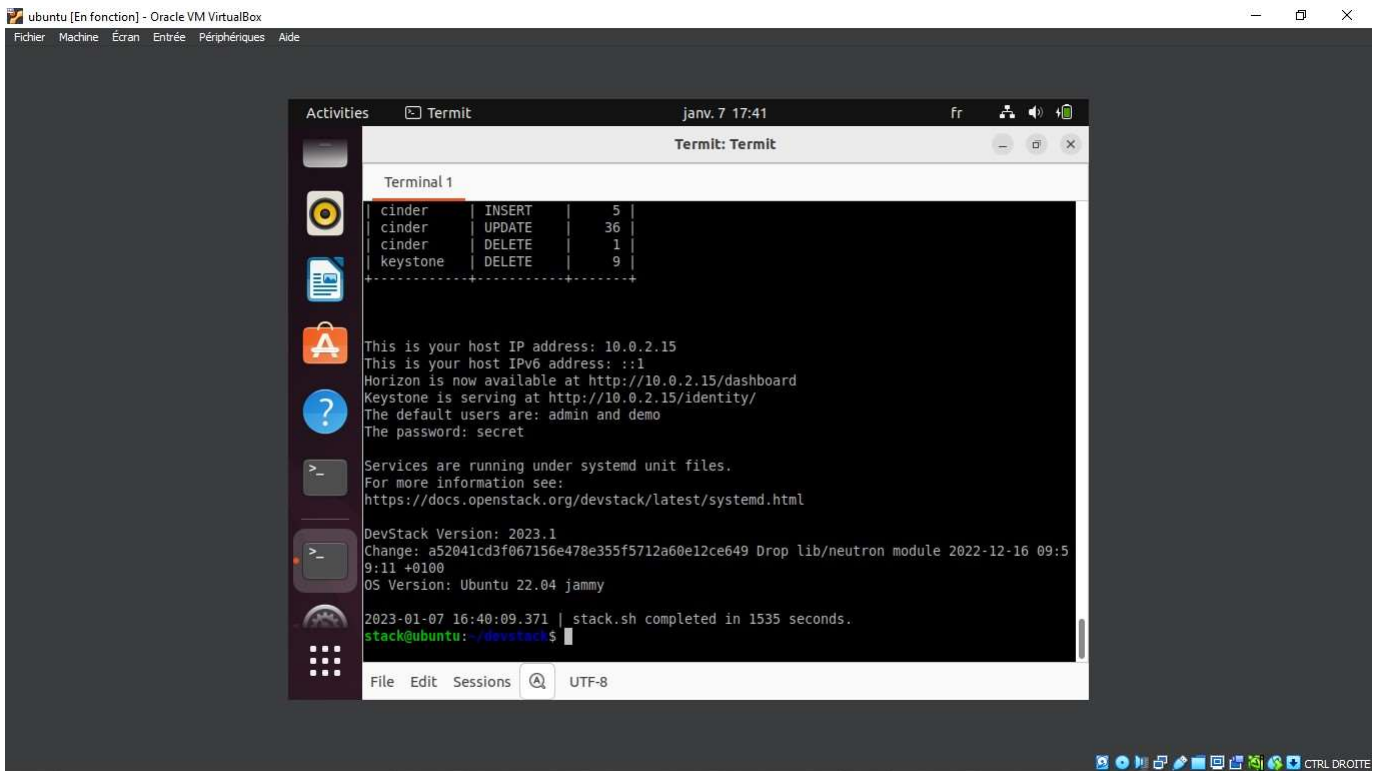 ubuntu [En fonction] - Oracle VM VirtualBox
Fichier Machine Écran Entrée Périphériques Aide
Activities Termit janv. 7 17:41 fr
Termit: Termit
Terminal 1
| cinder | INSERT | 5 |
| cinder | UPDATE | 36 |
| cinder | DELETE | 1 |
| keystone | DELETE | 9 |
+------------+-----------+-------+
This is your host IP address: 10.0.2.15
This is your host IPv6 address: ::1
Horizon is now available at http://10.0.2.15/dashboard
Keystone is serving at http://10.0.2.15/identity/
The default users are: admin and demo
The password: secret
Services are running under systemd unit files.
For more information see:
https://docs.openstack.org/devstack/latest/systemd.html
DevStack Version: 2023.1
Change: a52041cd3f067156e478e355f5712a60e12ce649 Drop lib/neutron module 2022-12-16 09:5
9:11 +0100
OS Version: Ubuntu 22.04 jammy
2023-01-07 16:40:09.371 | stack.sh completed in 1535 seconds.
stack@ubuntu:~/devstack$
File Edit Sessions UTF-8
CTRL DROITE